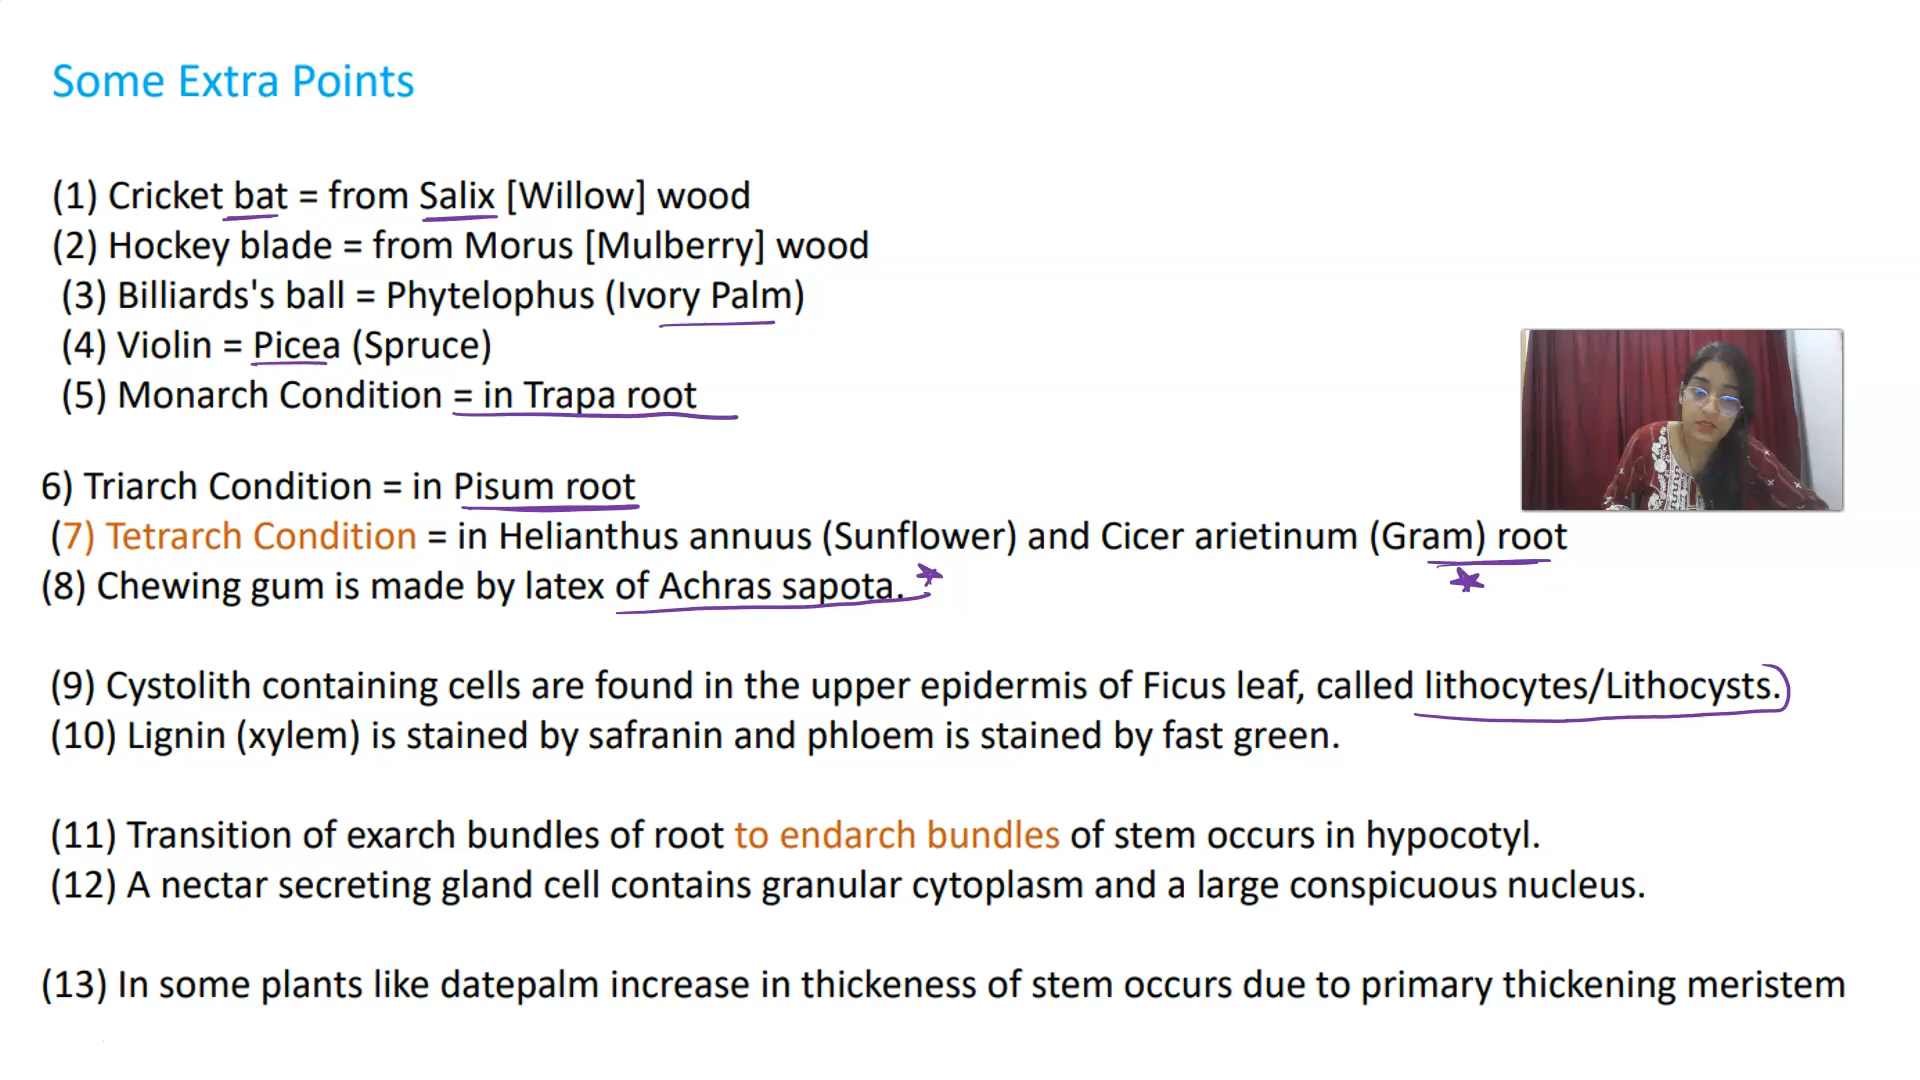 Some Extra Points
(1) Cricket bat = from Salix [Willow] wood
(2) Hockey blade = from Morus [Mulberry] wood
(3) Billiards's ball = Phytelophus (Ivory Palm)
(4) Violin = Picea (Spruce)
(5) Monarch Condition = in Trapa root
6) Triarch Condition = in Pisum root
(7) Tetrarch Condition = in Helianthus annuus (Sunflower) and Cicer arietinum (Gram) root
(8) Chewing gum is made by latex of Achras sapota.
(9) Cystolith containing cells are found in the upper epidermis of Ficus leaf, called lithocytes/Lithocysts.
(10) Lignin (xylem) is stained by safranin and phloem is stained by fast green.
(11) Transition of exarch bundles of root to endarch bundles of stem occurs in hypocotyl.
(12) A nectar secreting gland cell contains granular cytoplasm and a large conspicuous nucleus.
(13) In some plants like datepalm increase in thickeness of stem occurs due to primary thickening meristem